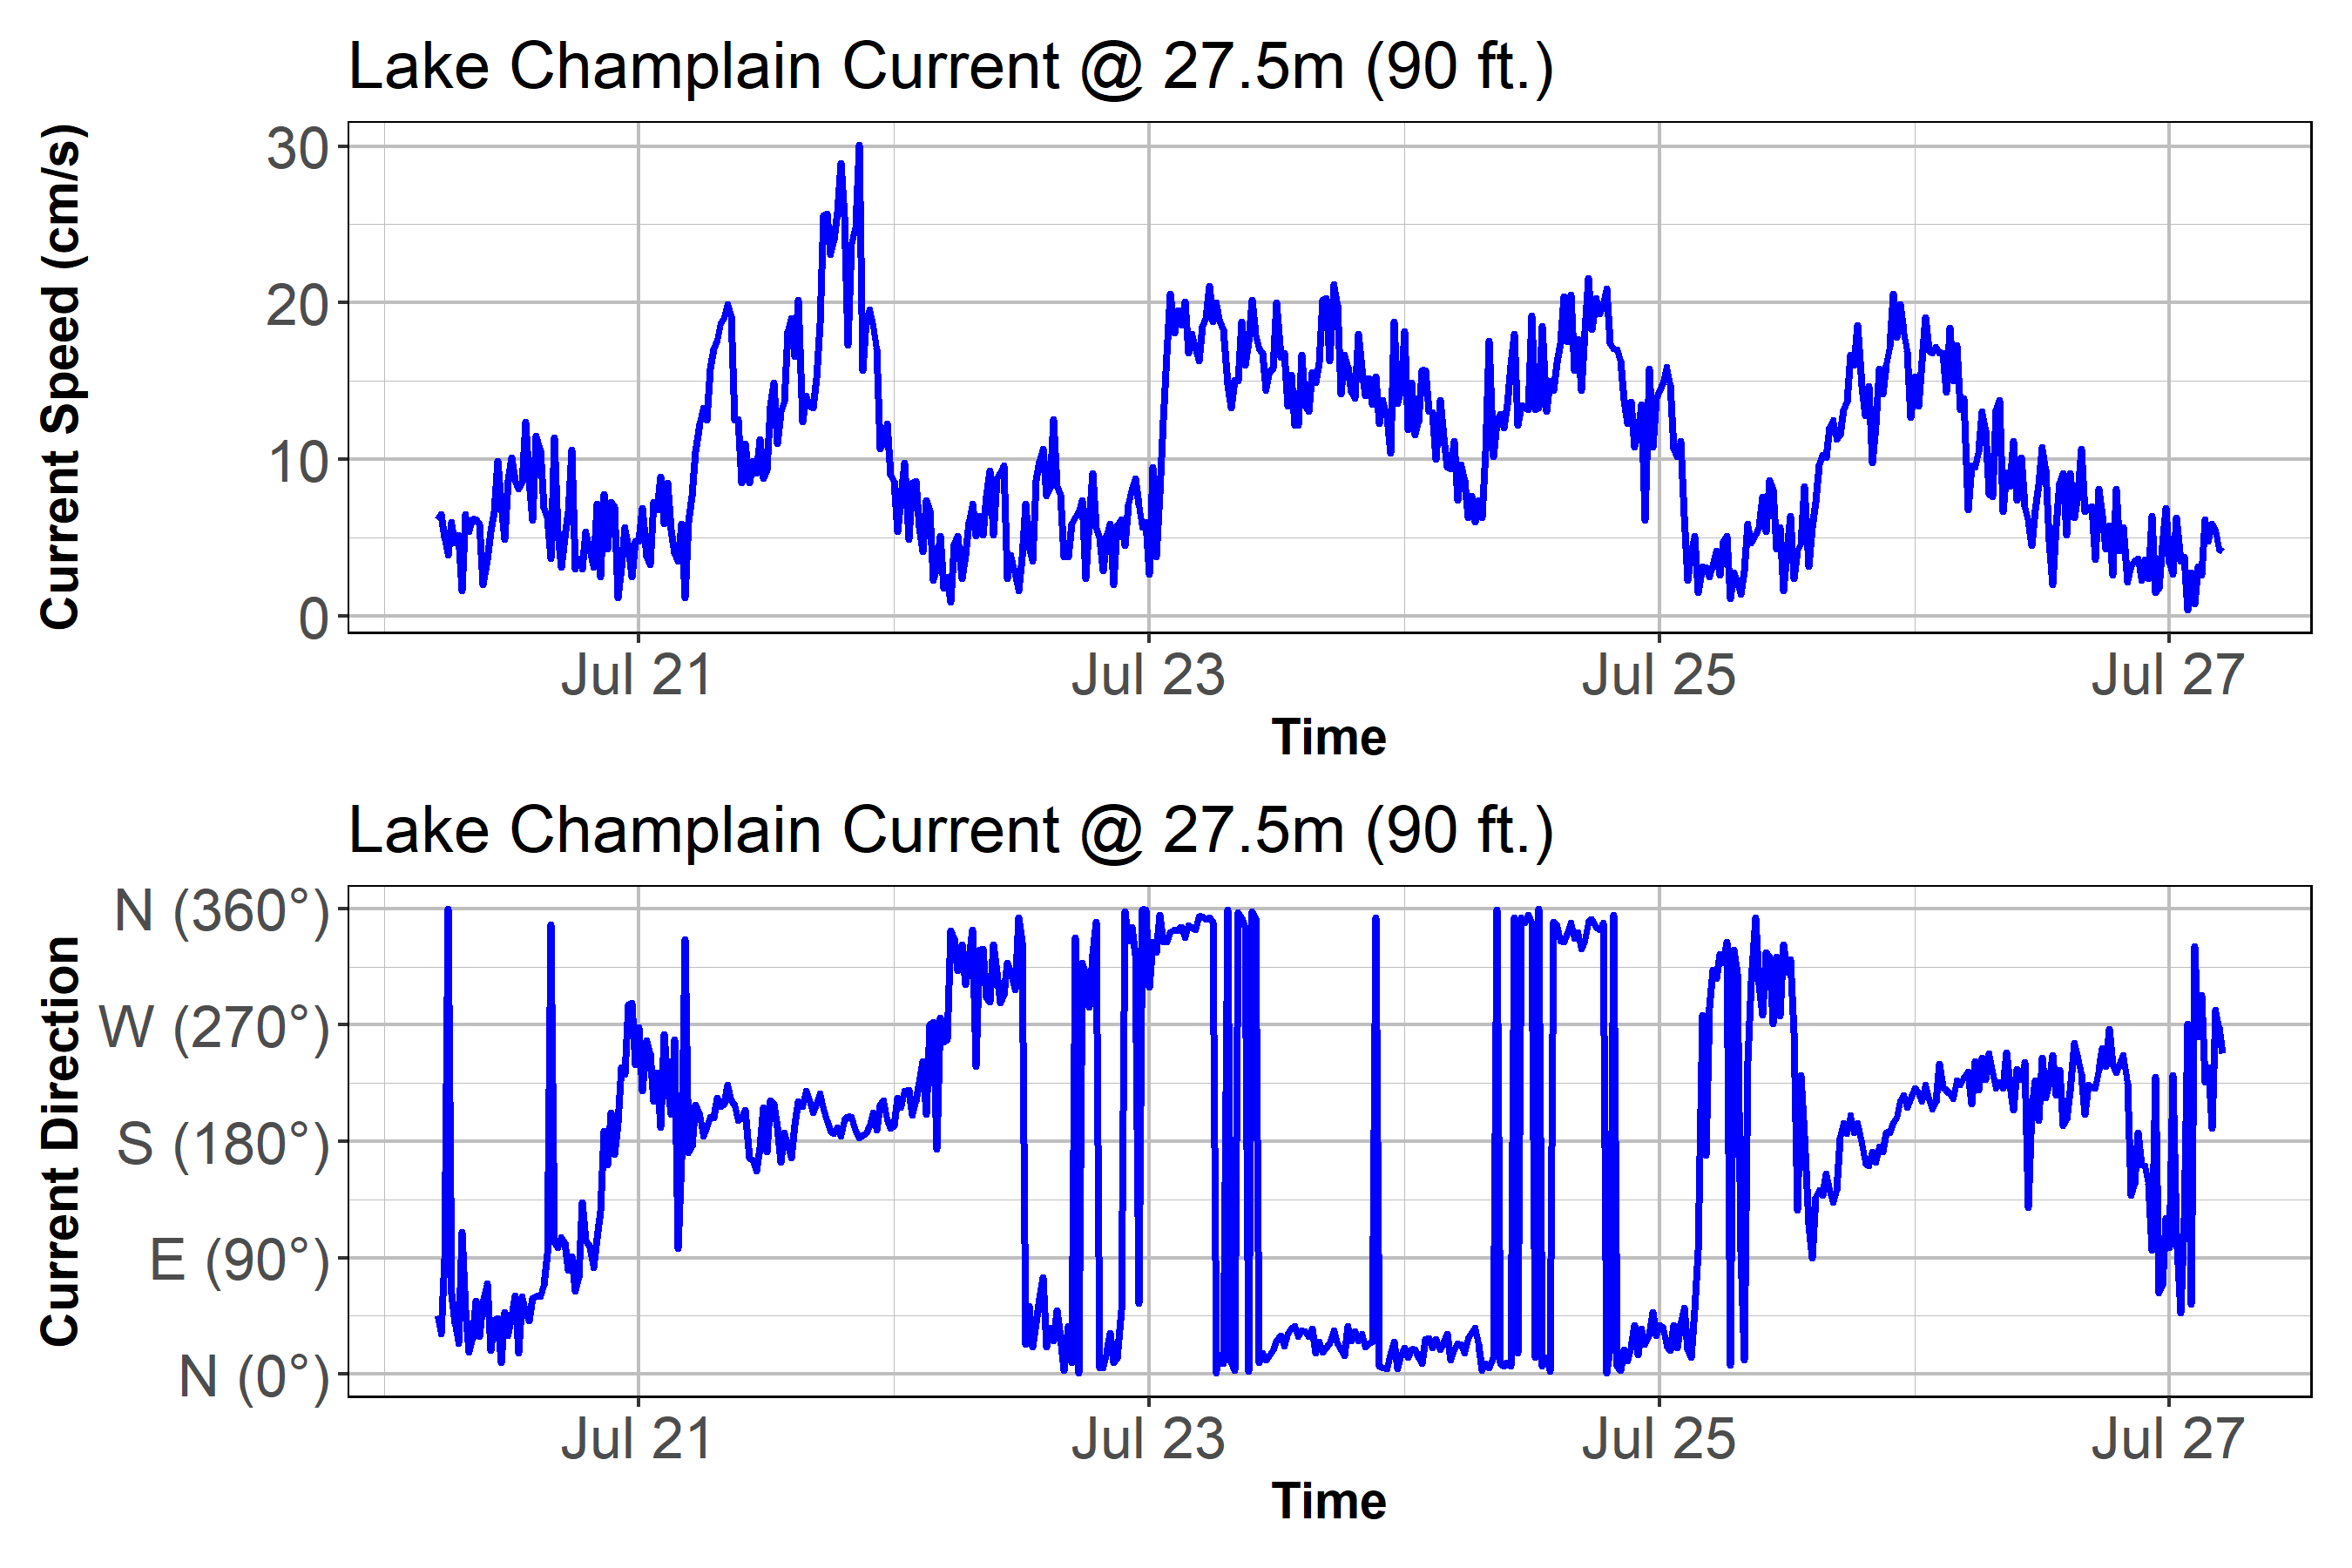 Lake Champlain Current @ 27.5m (90 ft.)
Current Speed (cm/s)
30
20
10
0
Jul 21 Jul 23 Jul 25 Jul 27
Time
Lake Champlain Current @ 27.5m (90 ft.)
Current Direction
N (360°)
W (270°)
S (180°)
E (90°)
N (0°)
Jul 21 Jul 23 Jul 25 Jul 27
Time